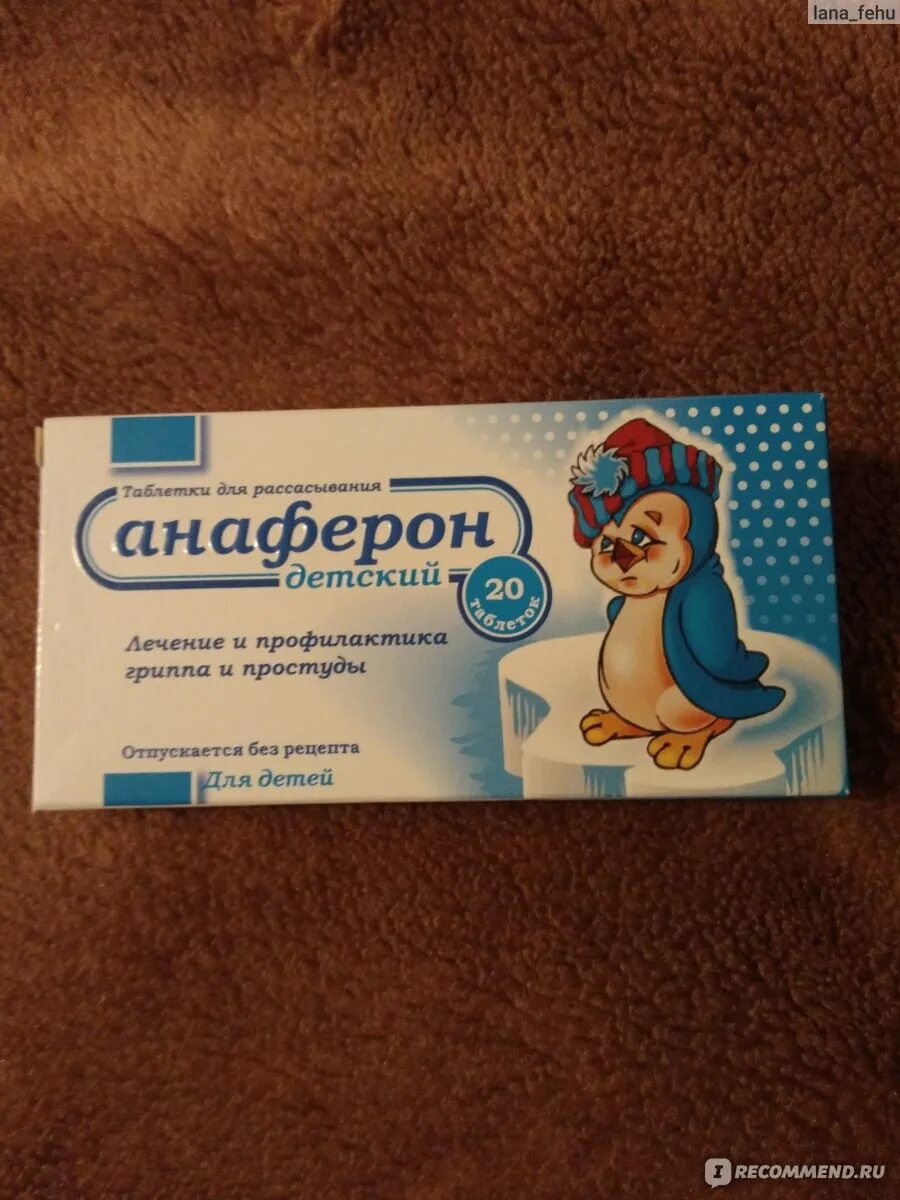 lana_fehu
Таблетки для рассасывания
анаферон
детский
20
таблеток
Лечение и профилактика
гриппа и простуды
Отпускается без рецепта
Для детей
I RECOMMEND.RU